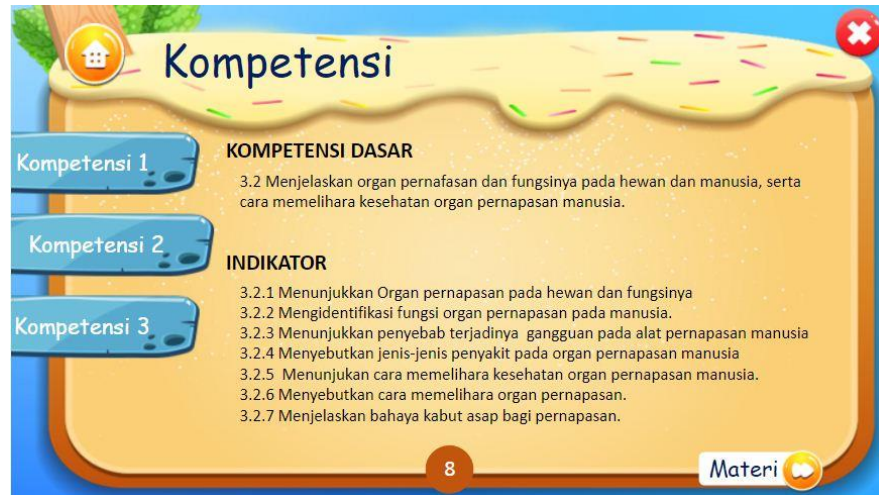 Kompetensi
Kompetensi 1
Kompetensi 2
Kompetensi 3
KOMPETENSI DASAR
3.2 Menjelaskan organ pernafasan dan fungsinya pada hewan dan manusia, serta
cara memelihara kesehatan organ pernapasan manusia.
INDIKATOR
3.2.1 Menunjukkan Organ pernapasan pada hewan dan fungsinya
3.2.2 Mengidentifikasi fungsi organ pernapasan pada manusia.
3.2.3 Menunjukkan penyebab terjadinya gangguan pada alat pernapasan manusia
3.2.4 Menyebutkan jenis-jenis penyakit pada organ pernapasan manusia
3.2.5 Menunjukan cara memelihara kesehatan organ pernapasan manusia.
3.2.6 Menyebutkan cara memelihara organ pernapasan.
3.2.7 Menjelaskan bahaya kabut asap bagi pernapasan.
8
Materi